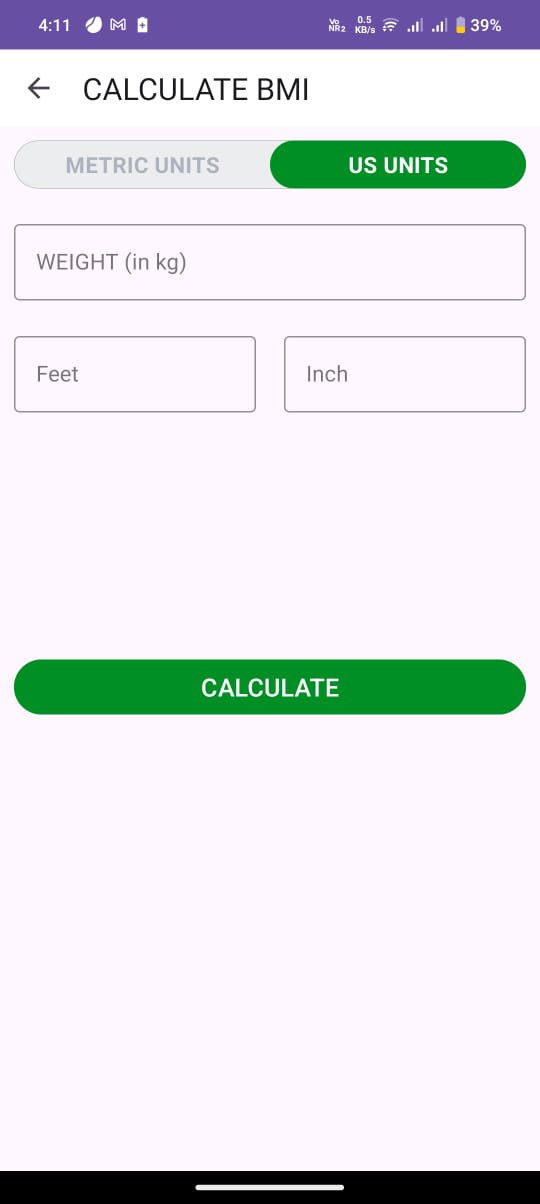 4:11 Vo NR2 0.5 KB/s 39%
CALCULATE BMI
METRIC UNITS US UNITS
WEIGHT (in kg)
Feet Inch
CALCULATE